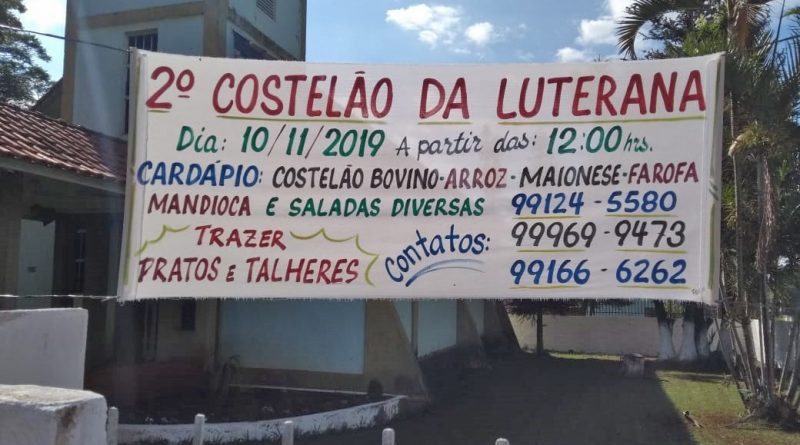 2º COSTELÃO DA LUTERANA
Dia: 10/11/2019 A partir das: 12:00 hrs.
CARDÁPIO: COSTELÃO BOVINO-ARROZ-MAIONESE-FAROFA
MANDIOCA E SALADAS DIVERSAS
TRAZER
PRATOS E TALHERES
Contatos:
99124-5580
99969-9473
99166-6262